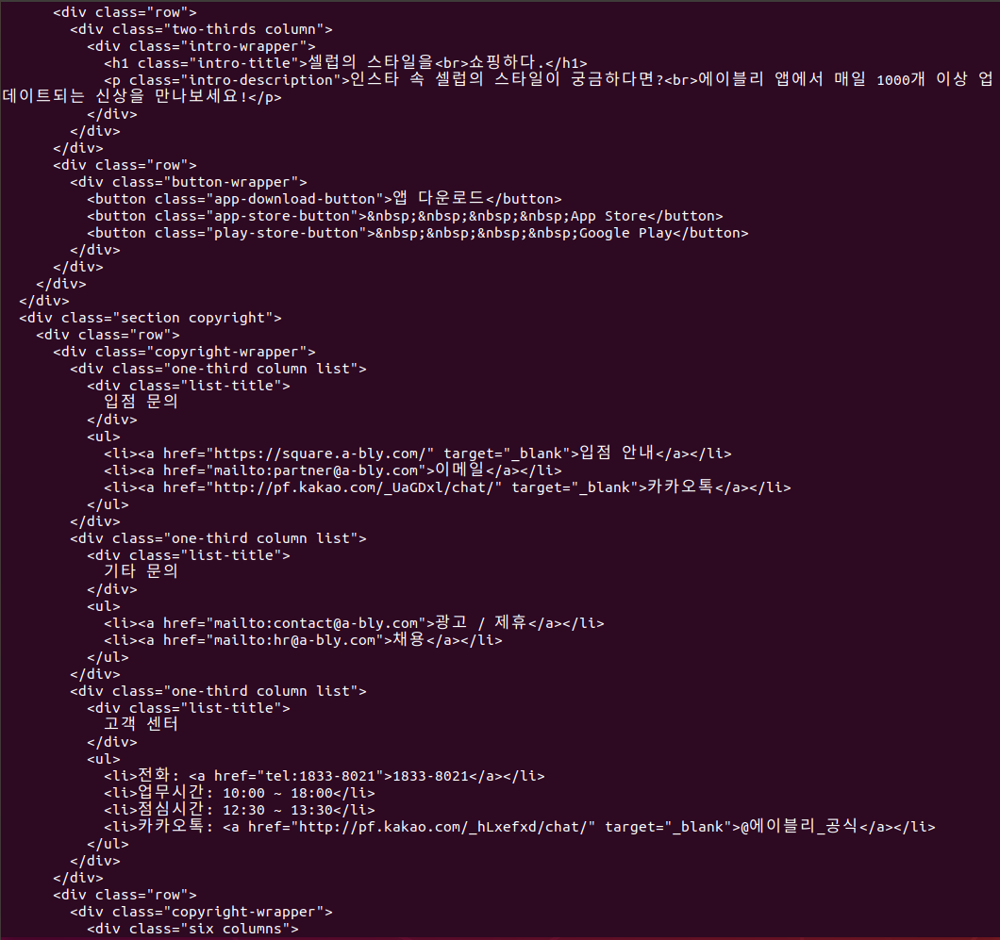 <div class="row">
<div class="two-thirds column">
<div class="intro-wrapper">
<h1 class="intro-title">셀럽의 스타일을<br>쇼핑하다.</h1>
<p class="intro-description">인스타 속 셀럽의 스타일이 궁금하다면?<br>에이블리 앱에서 매일 1000개 이상 업
데이트되는 신상을 만나보세요!</p>
</div>
</div>
</div>
<div class="row">
<div class="button-wrapper">
<button class="app-download-button">앱 다운로드</button>
<button class="app-store-button">&nbsp;&nbsp;&nbsp;&nbsp;App Store</button>
<button class="play-store-button">&nbsp;&nbsp;&nbsp;&nbsp;Google Play</button>
</div>
</div>
</div>
</div>
<div class="section copyright">
<div class="row">
<div class="copyright-wrapper">
<div class="one-third column list">
<div class="list-title">
입점 문의
</div>
<ul>
<li><a href="https://square.a-bly.com/" target="_blank">입점 안내</a></li>
<li><a href="mailto:partner@a-bly.com">이메일</a></li>
<li><a href="http://pf.kakao.com/_UaGDxl/chat/" target="_blank">카카오톡</a></li>
</ul>
</div>
<div class="one-third column list">
<div class="list-title">
기타 문의
</div>
<ul>
<li><a href="mailto:contact@a-bly.com">광고 / 제휴</a></li>
<li><a href="mailto:hr@a-bly.com">채용</a></li>
</ul>
</div>
<div class="one-third column list">
<div class="list-title">
고객 센터
</div>
<ul>
<li>전화: <a href="tel:1833-8021">1833-8021</a></li>
<li>업무시간: 10:00 ~ 18:00</li>
<li>점심시간: 12:30 ~ 13:30</li>
<li>카카오톡: <a href="http://pf.kakao.com/_hLxefxd/chat/" target="_blank">@에이블리_공식</a></li>
</ul>
</div>
</div>
<div class="row">
<div class="copyright-wrapper">
<div class="six columns">